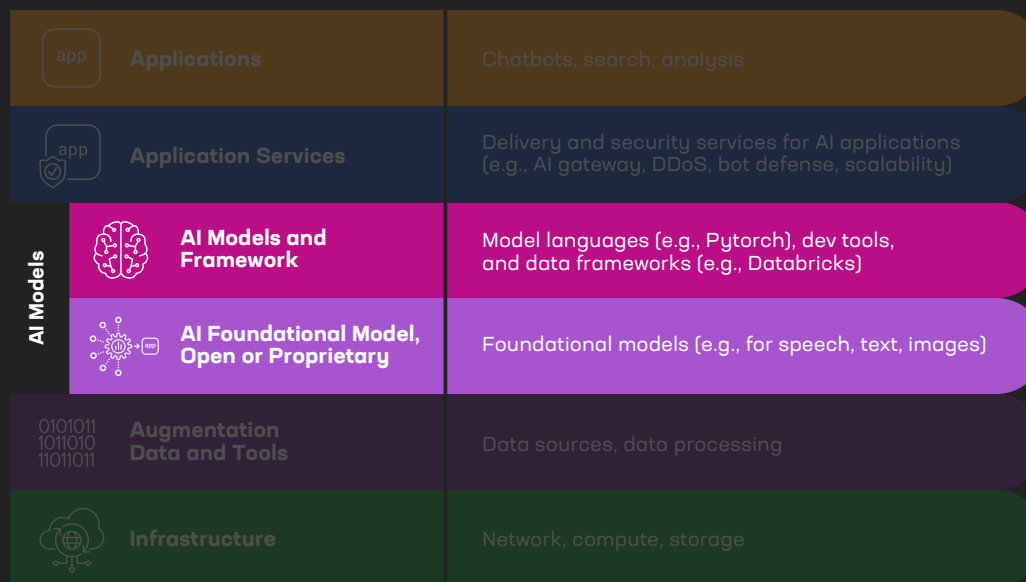 app
Applications
Chatbots, search, analysis
app
Application Services
Delivery and security services for AI applications
(e.g., AI gateway, DDoS, bot defense, scalability)
AI Models
AI Models and
Framework
Model languages (e.g., Pytorch), dev tools,
and data frameworks (e.g., Databricks)
app
AI Foundational Model,
Open or Proprietary
Foundational models (e.g., for speech, text, images)
0101011
1011010
11011011
Augmentation
Data and Tools
Data sources, data processing
Infrastructure
Network, compute, storage